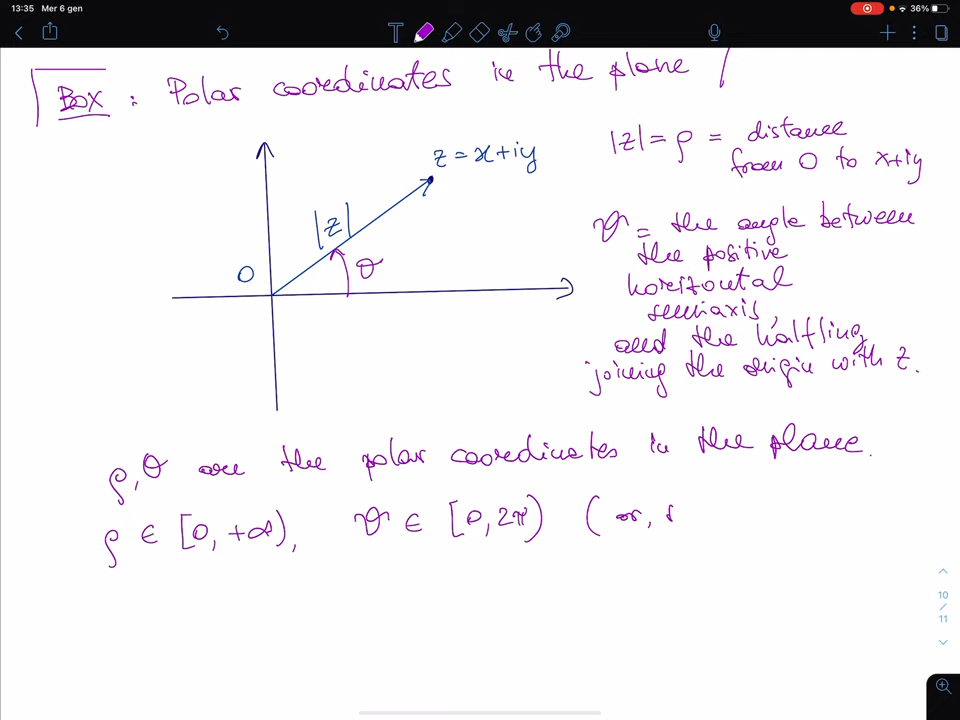 13:35 Mer 6 gen
36%
Box : Polar coordinates in the plane
z = x+iy
|z|
θ
0
|z| = ρ = distance
from 0 to x+iy
ϑ = the angle between
the positive
horizontal
semiaxis,
and the halfline
joining the origin with z.
ρ, θ are the polar coordinates in the plane.
ρ ∈ [0, +∞), ϑ ∈ [0, 2π) ( or,
10
/
11